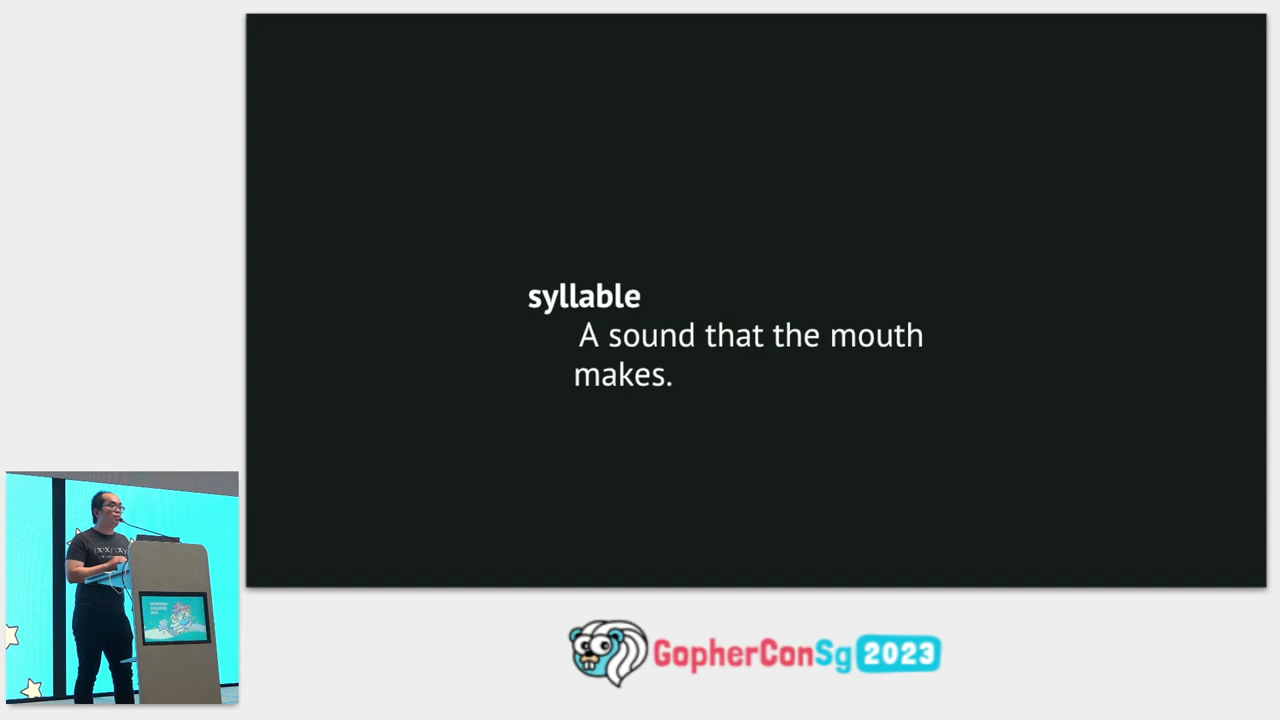 syllable
A sound that the mouth
makes.
GopherConSg 2023